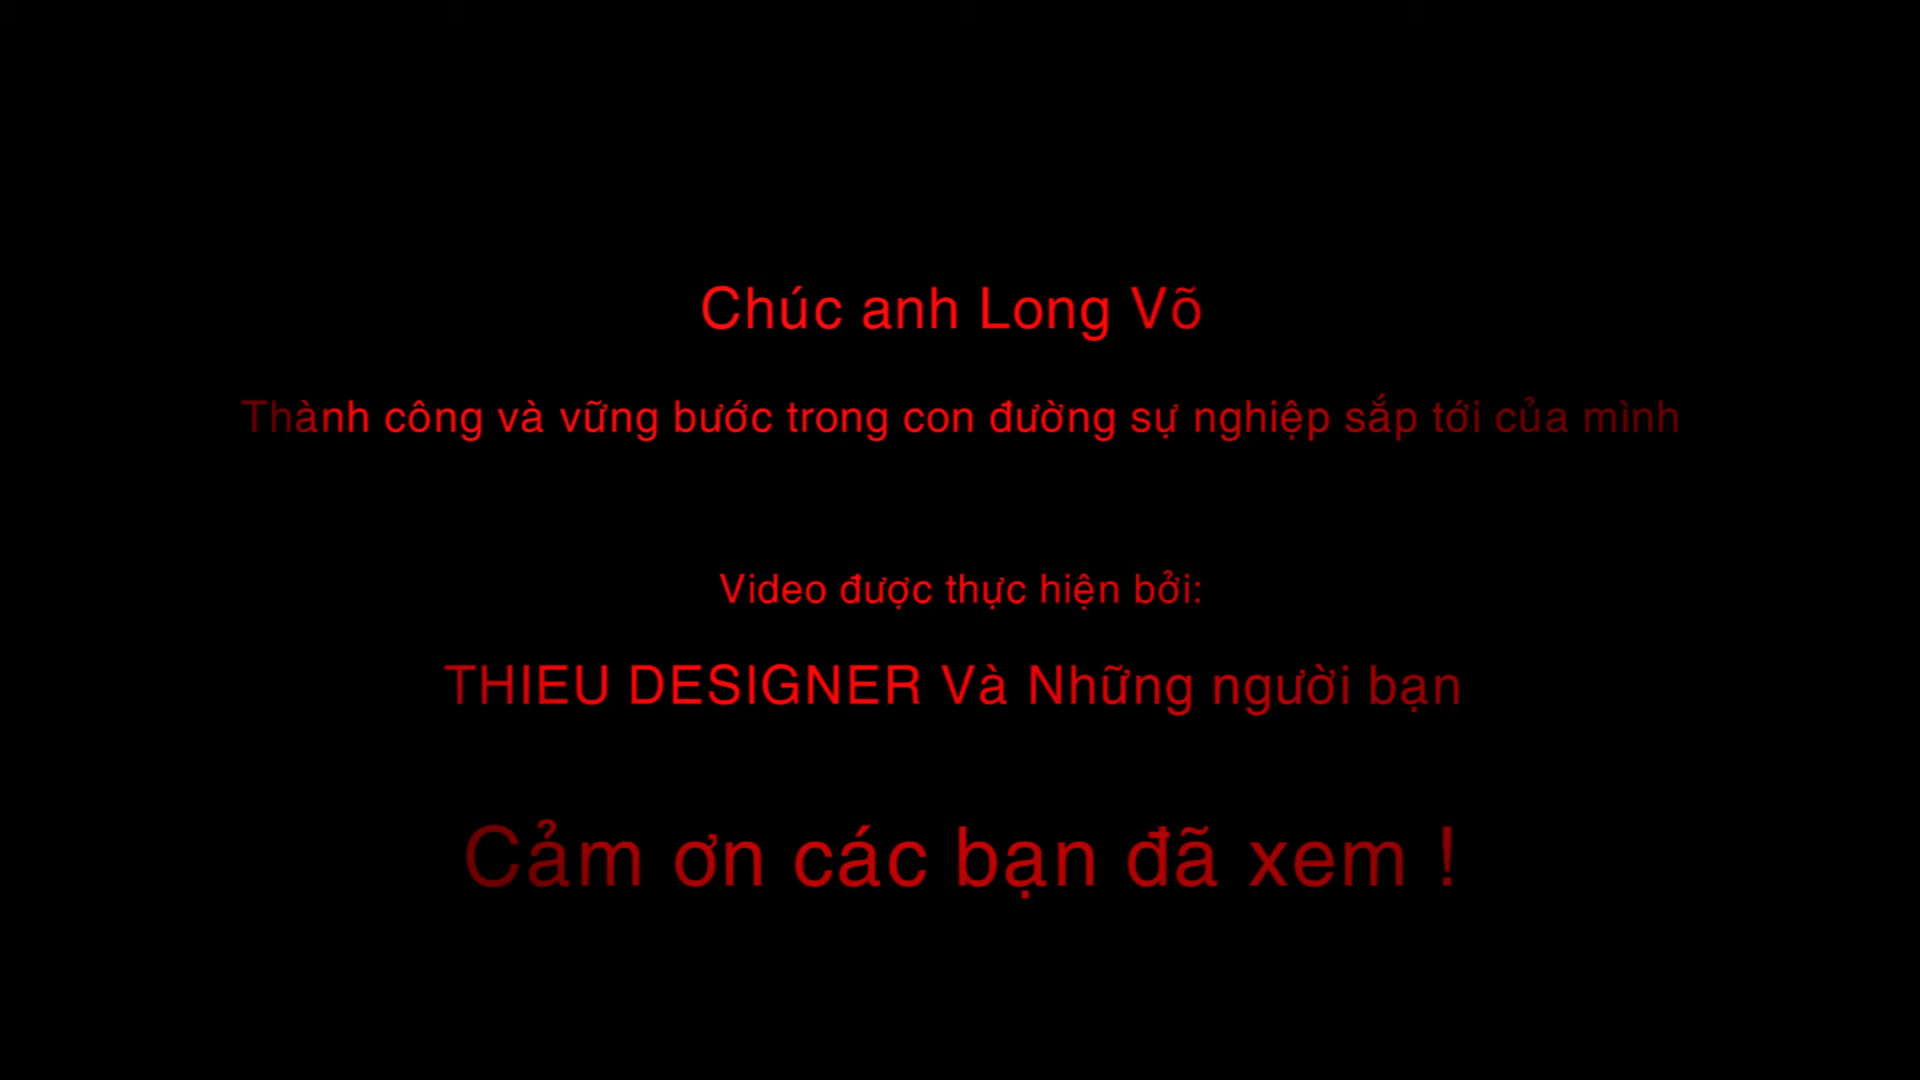 Chúc anh Long Võ
Thành công và vững bước trong con đường sự nghiệp sắp tới của mình
Video được thực hiện bởi:
THIEU DESIGNER Và Những người bạn
Cảm ơn các bạn đã xem !